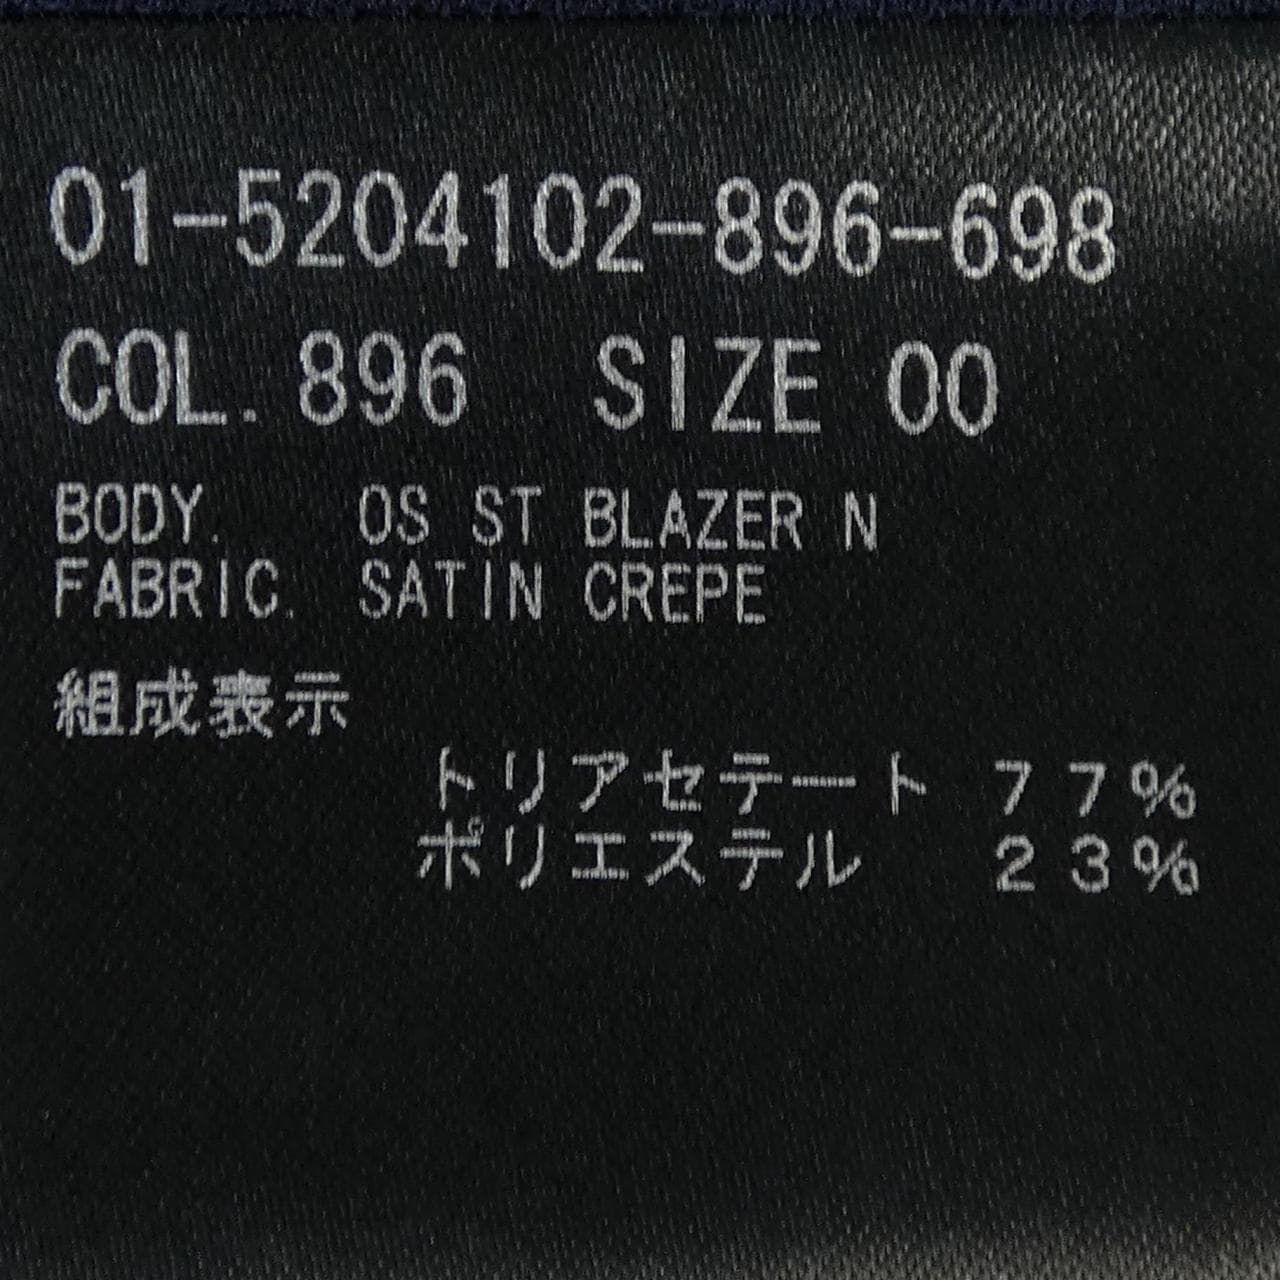 01-5204102-896-698
COL. 896 SIZE 00
BODY. OS ST BLAZER N
FABRIC. SATIN CREPE
組成表示
トリアセテート 77%
ポリエステル 23%